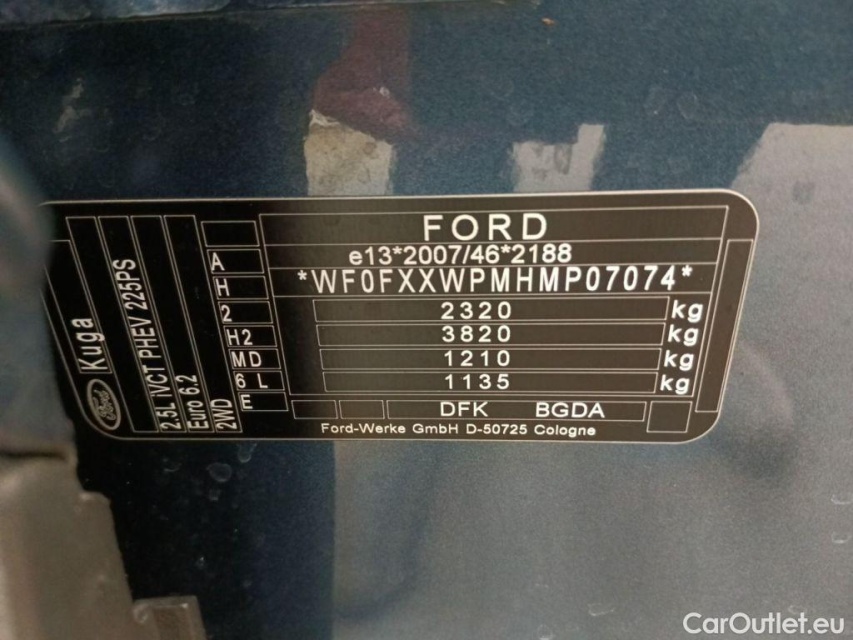 FORD
e13*2007/46*2188
*WF0FXXWPMHMP07074*
2320 kg
3820 kg
1210 kg
1135 kg
DFK BGDA
Ford-Werke GmbH D-50725 Cologne
A
H
2
H2
MD
6 L
E
Kuga
2.5L iVCT PHEV 225PS
Euro 6.2
2WD
Ford
CarOutlet.eu